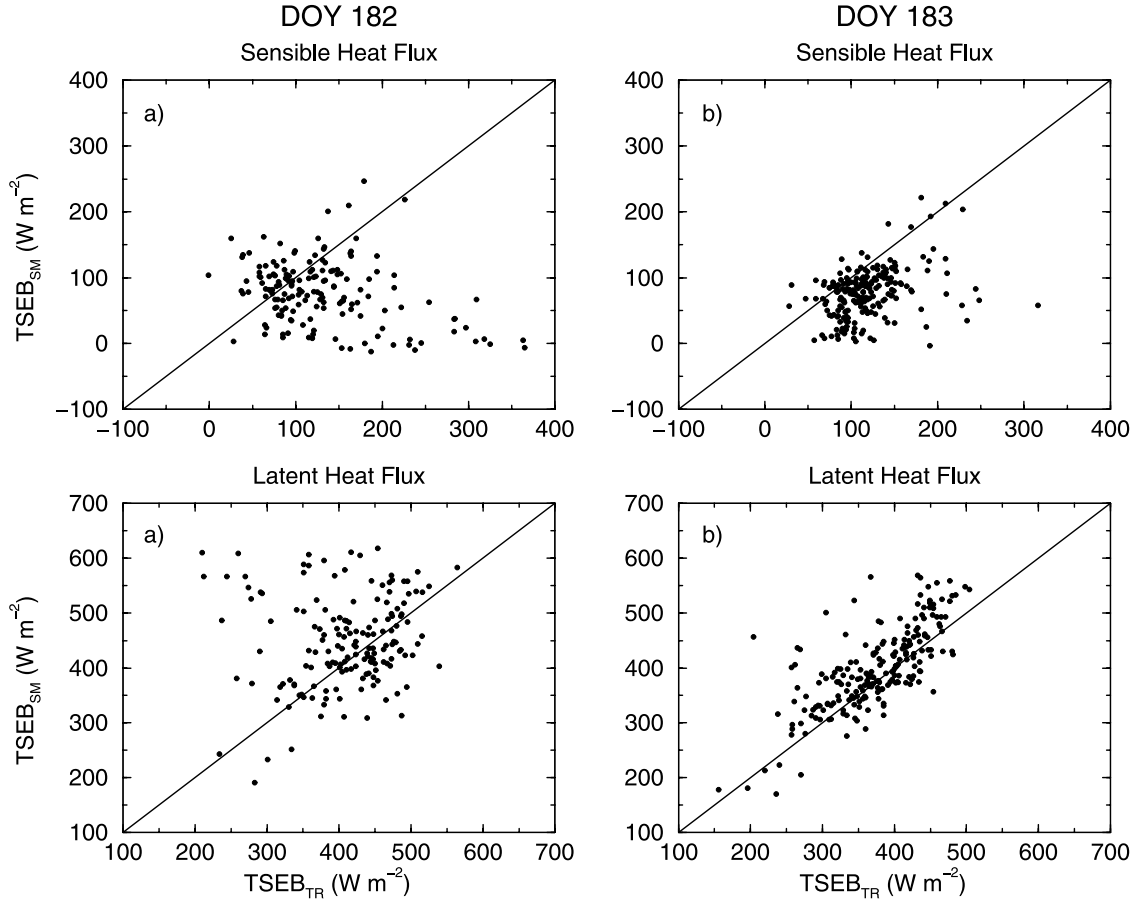 DOY 182
DOY 183
Sensible Heat Flux
Sensible Heat Flux
400
300
200
100
0
−100
a)
TSEB_SM (W m⁻²)
−100 0 100 200 300 400
400
300
200
100
0
−100
b)
−100 0 100 200 300 400
Latent Heat Flux
Latent Heat Flux
700
600
500
400
300
200
100
a)
TSEB_SM (W m⁻²)
100 200 300 400 500 600 700
TSEB_TR (W m⁻²)
700
600
500
400
300
200
100
b)
100 200 300 400 500 600 700
TSEB_TR (W m⁻²)